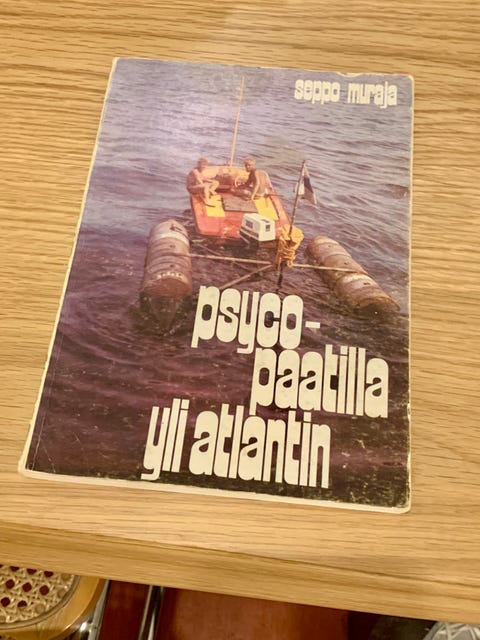 seppo muraja
psyco-
paatilla
yli atlantin